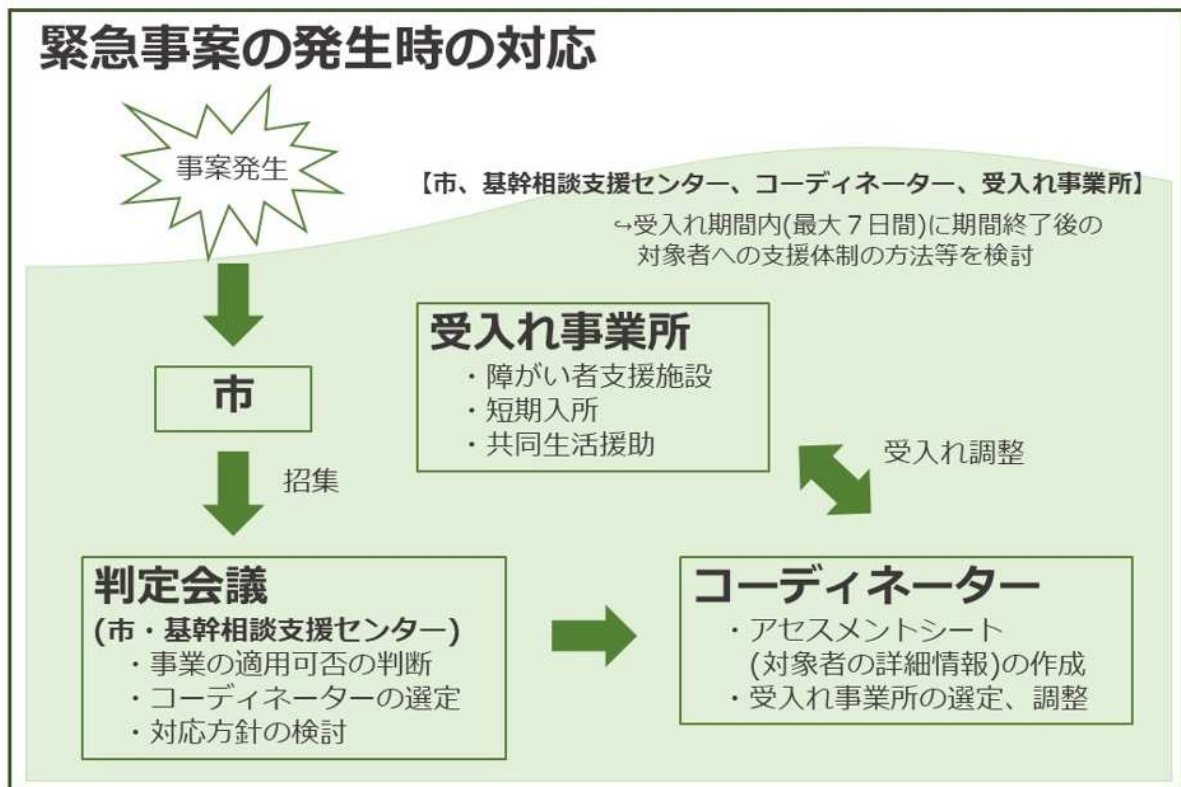 緊急事案の発生時の対応
事案発生
【市、基幹相談支援センター、コーディネーター、受入れ事業所】
↪受入れ期間内(最大７日間)に期間終了後の
対象者への支援体制の方法等を検討
市
招集
判定会議
(市・基幹相談支援センター)
・事業の適用可否の判断
・コーディネーターの選定
・対応方針の検討
コーディネーター
・アセスメントシート
(対象者の詳細情報)の作成
・受入れ事業所の選定、調整
受入れ調整
受入れ事業所
・障がい者支援施設
・短期入所
・共同生活援助